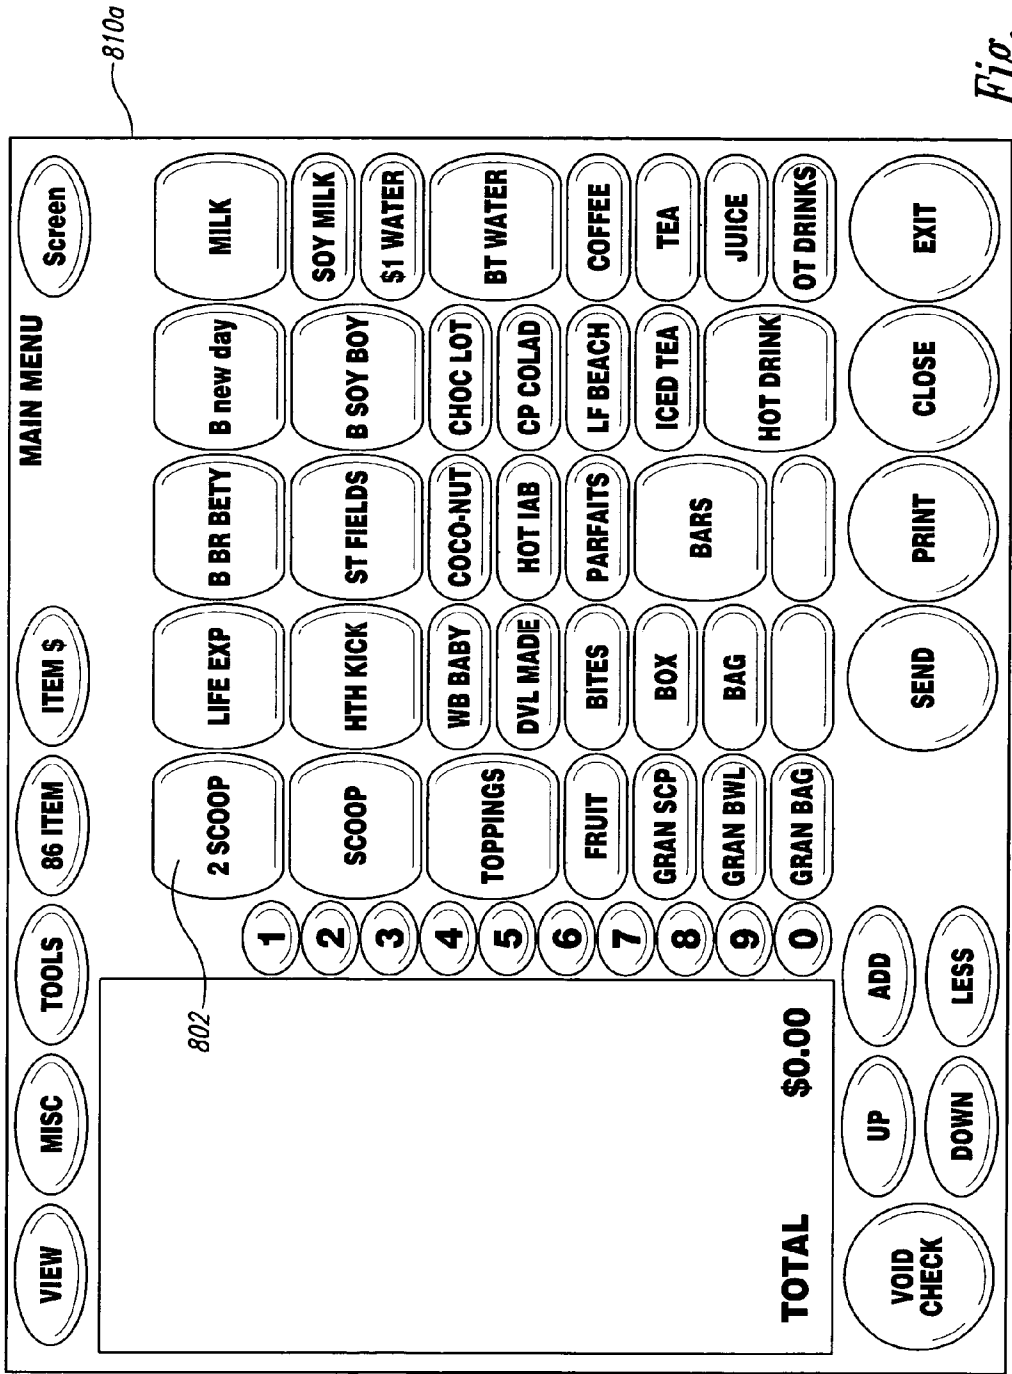 810a
VIEW MISC TOOLS 86 ITEM ITEM $ MAIN MENU Screen
802
2 SCOOP LIFE EXP B BR BETY B new day MILK
1
SCOOP HTH KICK ST FIELDS B SOY BOY SOY MILK
2
3 $1 WATER
4 TOPPINGS WB BABY COCO-NUT CHOC LOT BT WATER
5 DVL MADE HOT IAB CP COLAD
6 FRUIT BITES PARFAITS LF BEACH COFFEE
7
8 GRAN SCP BOX BARS ICED TEA TEA
9 GRAN BWL BAG HOT DRINK JUICE
TOTAL $0.00 0 GRAN BAG OT DRINKS
VOID
CHECK
UP ADD
DOWN LESS
SEND PRINT CLOSE EXIT
Fig.